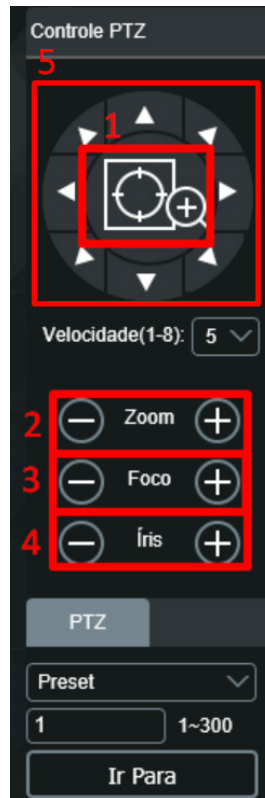 Controle PTZ
5
1
Velocidade(1-8): 5
2 Zoom
3 Foco
4 Íris
PTZ
Preset
1 1~300
Ir Para